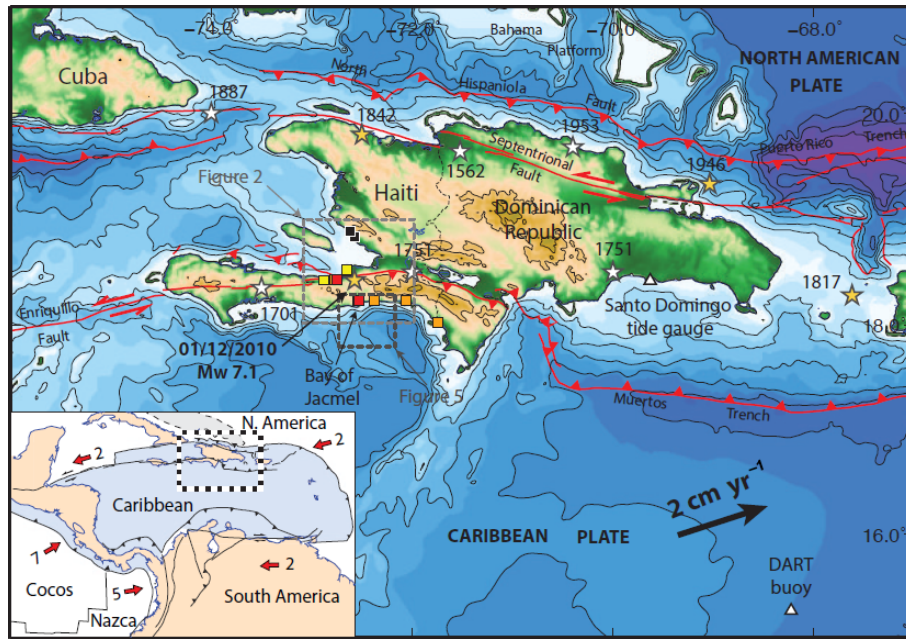 −74.0°
−72.0°
−70.0°
−68.0°
Bahama
Platform
NORTH AMERICAN
PLATE
Cuba
1887
North
Hispaniola
Fault
20.0°
1842
1953
Puerto Rico
Trench
Septentrional
Fault
1562
1946
Figure 2
Haiti
Dominican
Republic
1751
1751
1817
Santo Domingo
tide gauge
Enriquillo
Fault
1701
18.0°
01/12/2010
Mw 7.1
Bay of
Jacmel
Figure 5
Muertos
Trench
N. America
2
2
Caribbean
7
Cocos
5
Nazca
2
South America
2 cm yr⁻¹
CARIBBEAN PLATE
16.0°
DART
buoy